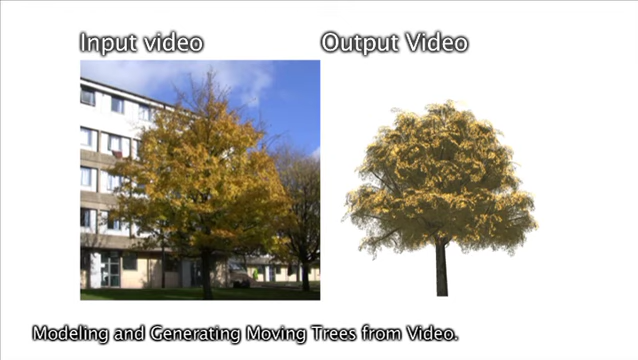 Input video
Output Video
Modeling and Generating Moving Trees from Video.